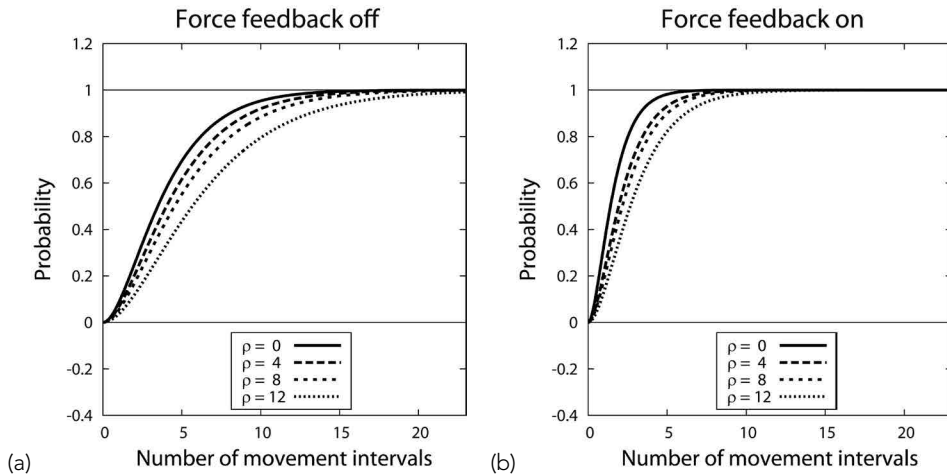 Force feedback off
1.2
1
0.8
0.6
0.4
0.2
0
-0.2
-0.4
Probability
ρ = 0
ρ = 4
ρ = 8
ρ = 12
0 5 10 15 20
(a) Number of movement intervals
Force feedback on
1.2
1
0.8
0.6
0.4
0.2
0
-0.2
-0.4
Probability
ρ = 0
ρ = 4
ρ = 8
ρ = 12
0 5 10 15 20
(b) Number of movement intervals